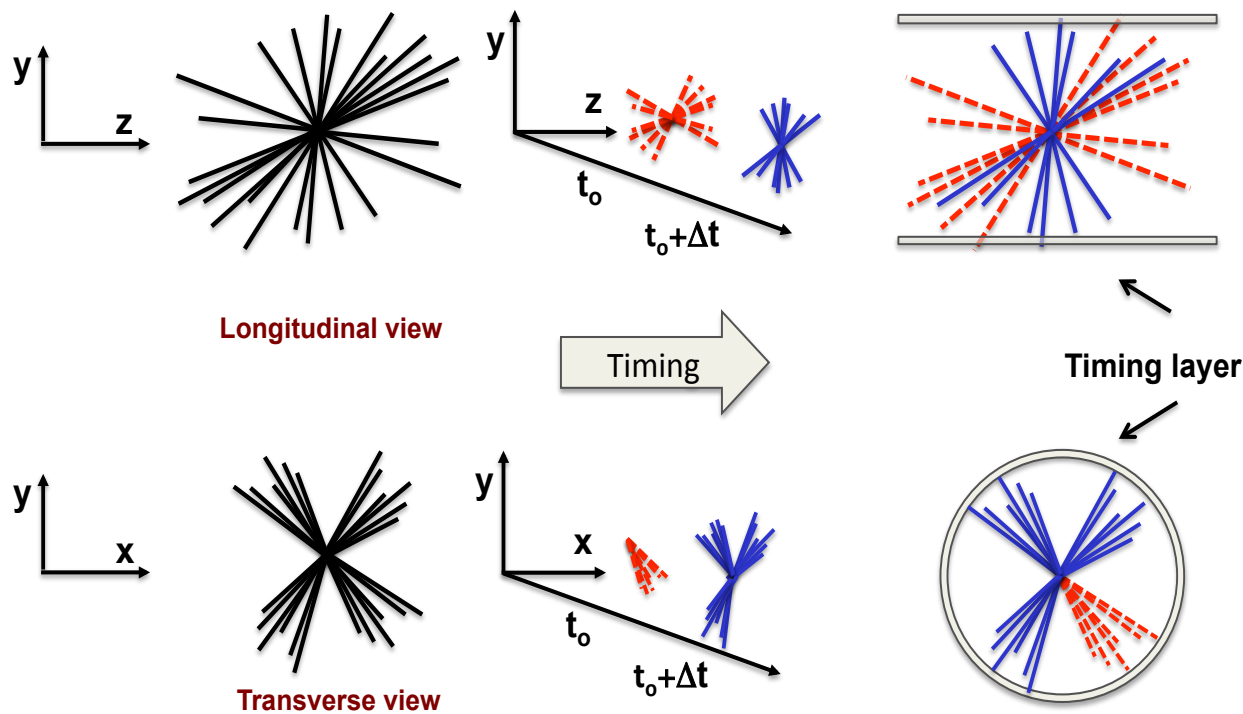 y
z
y
z
t₀
t₀+Δt
Longitudinal view
Timing
Timing layer
y
x
y
x
t₀
t₀+Δt
Transverse view